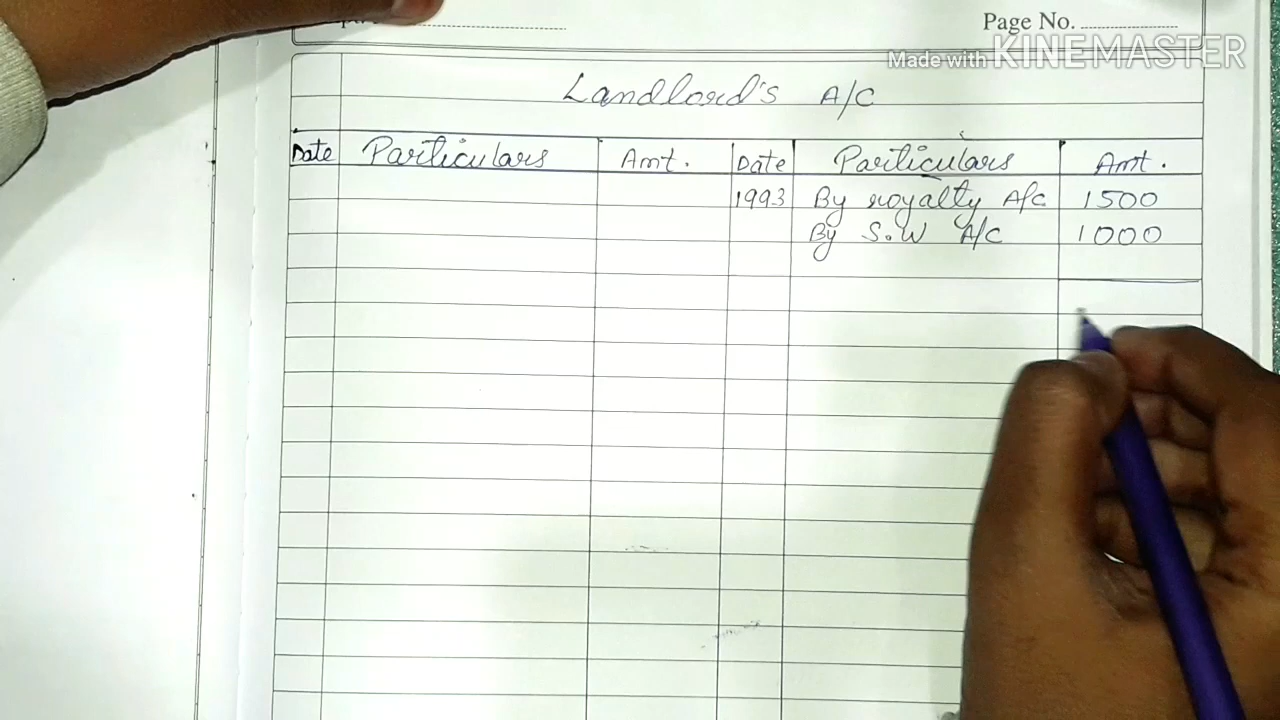 Page No.
Made with KINEMASTER
Landlord's A/C
Date Particulars Amt. Date Particulars Amt.
1993 By royalty A/C 1500
By S.W A/C 1000